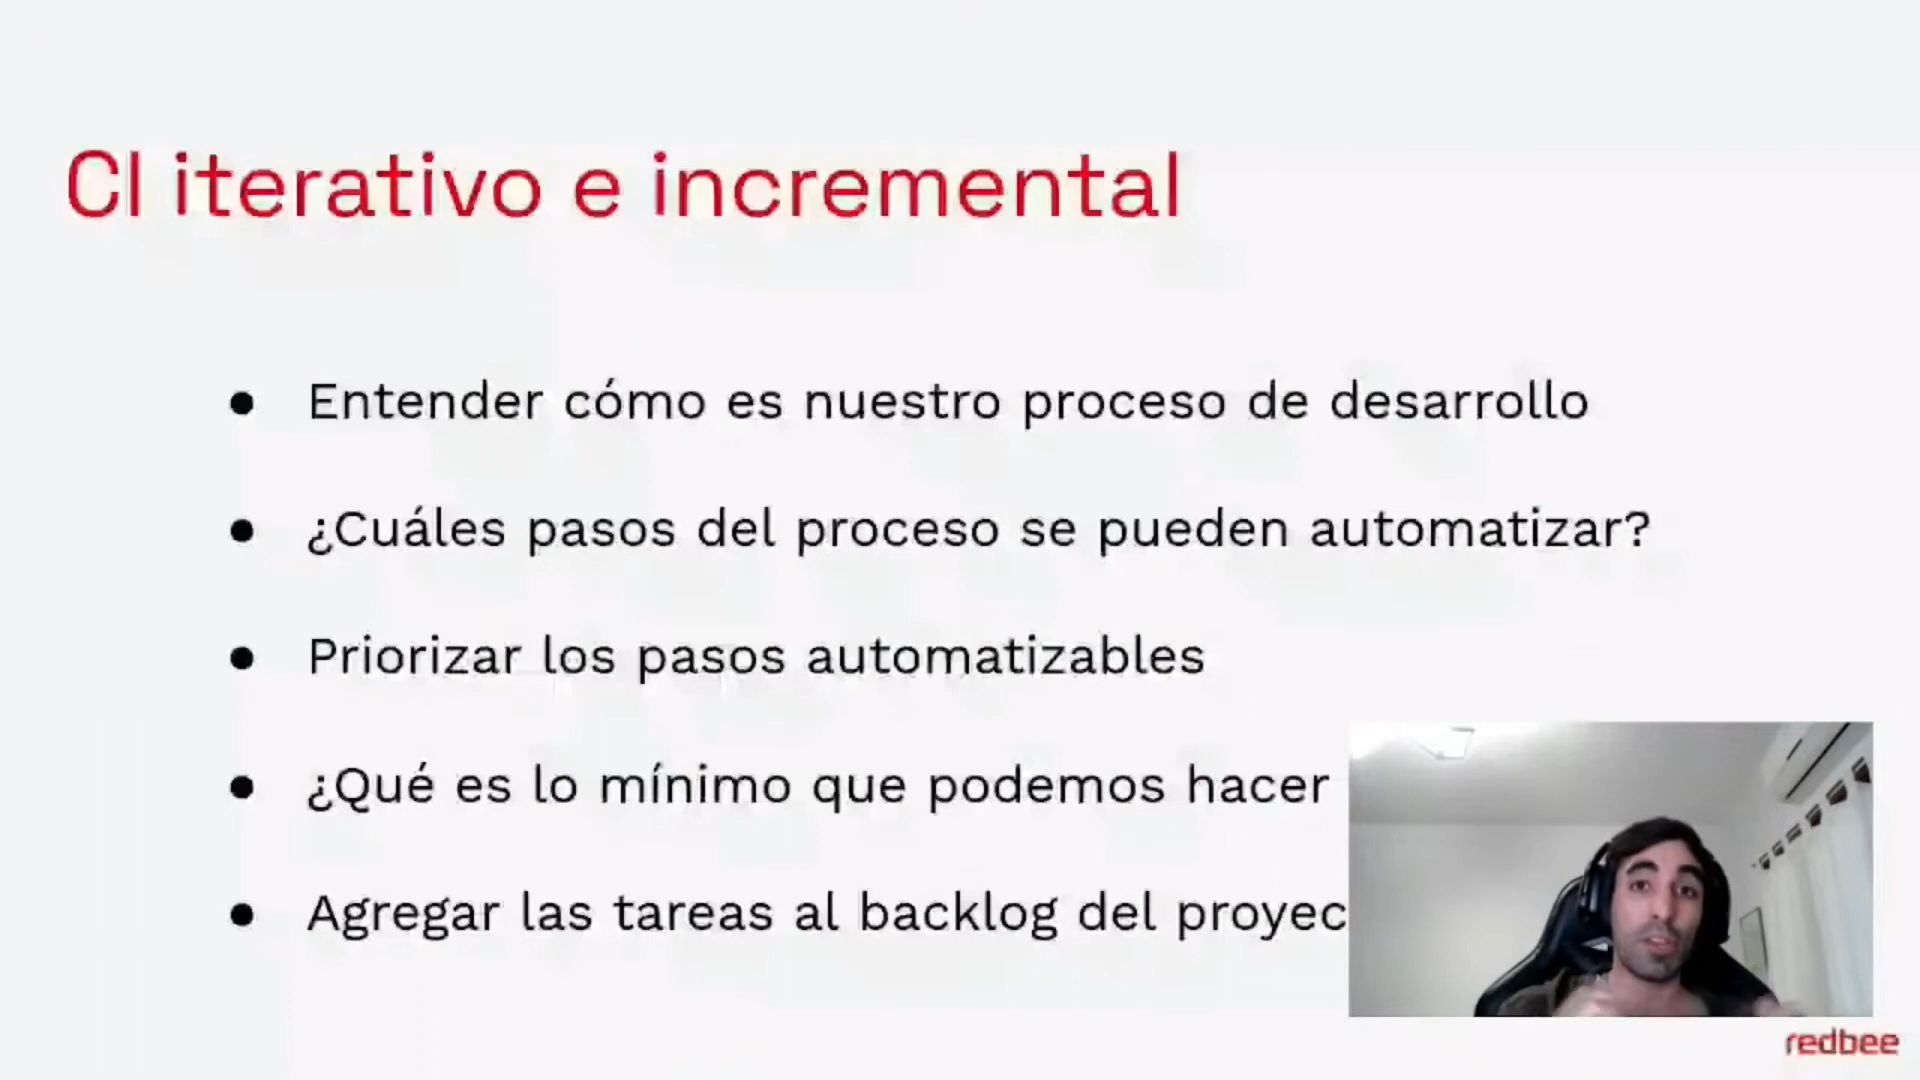 CI iterativo e incremental
● Entender cómo es nuestro proceso de desarrollo
● ¿Cuáles pasos del proceso se pueden automatizar?
● Priorizar los pasos automatizables
● ¿Qué es lo mínimo que podemos hacer
● Agregar las tareas al backlog del proyec
redbee